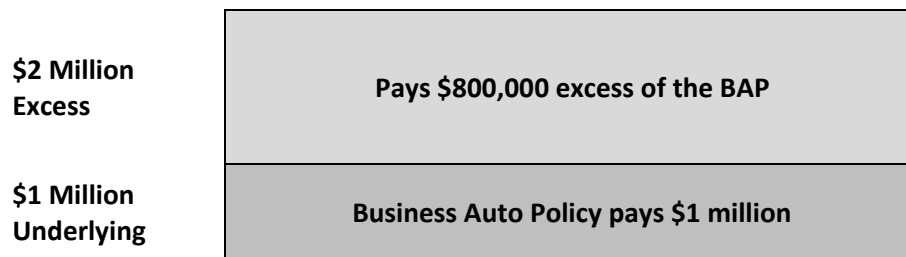 $2 Million
Excess
Pays $800,000 excess of the BAP
$1 Million
Underlying
Business Auto Policy pays $1 million